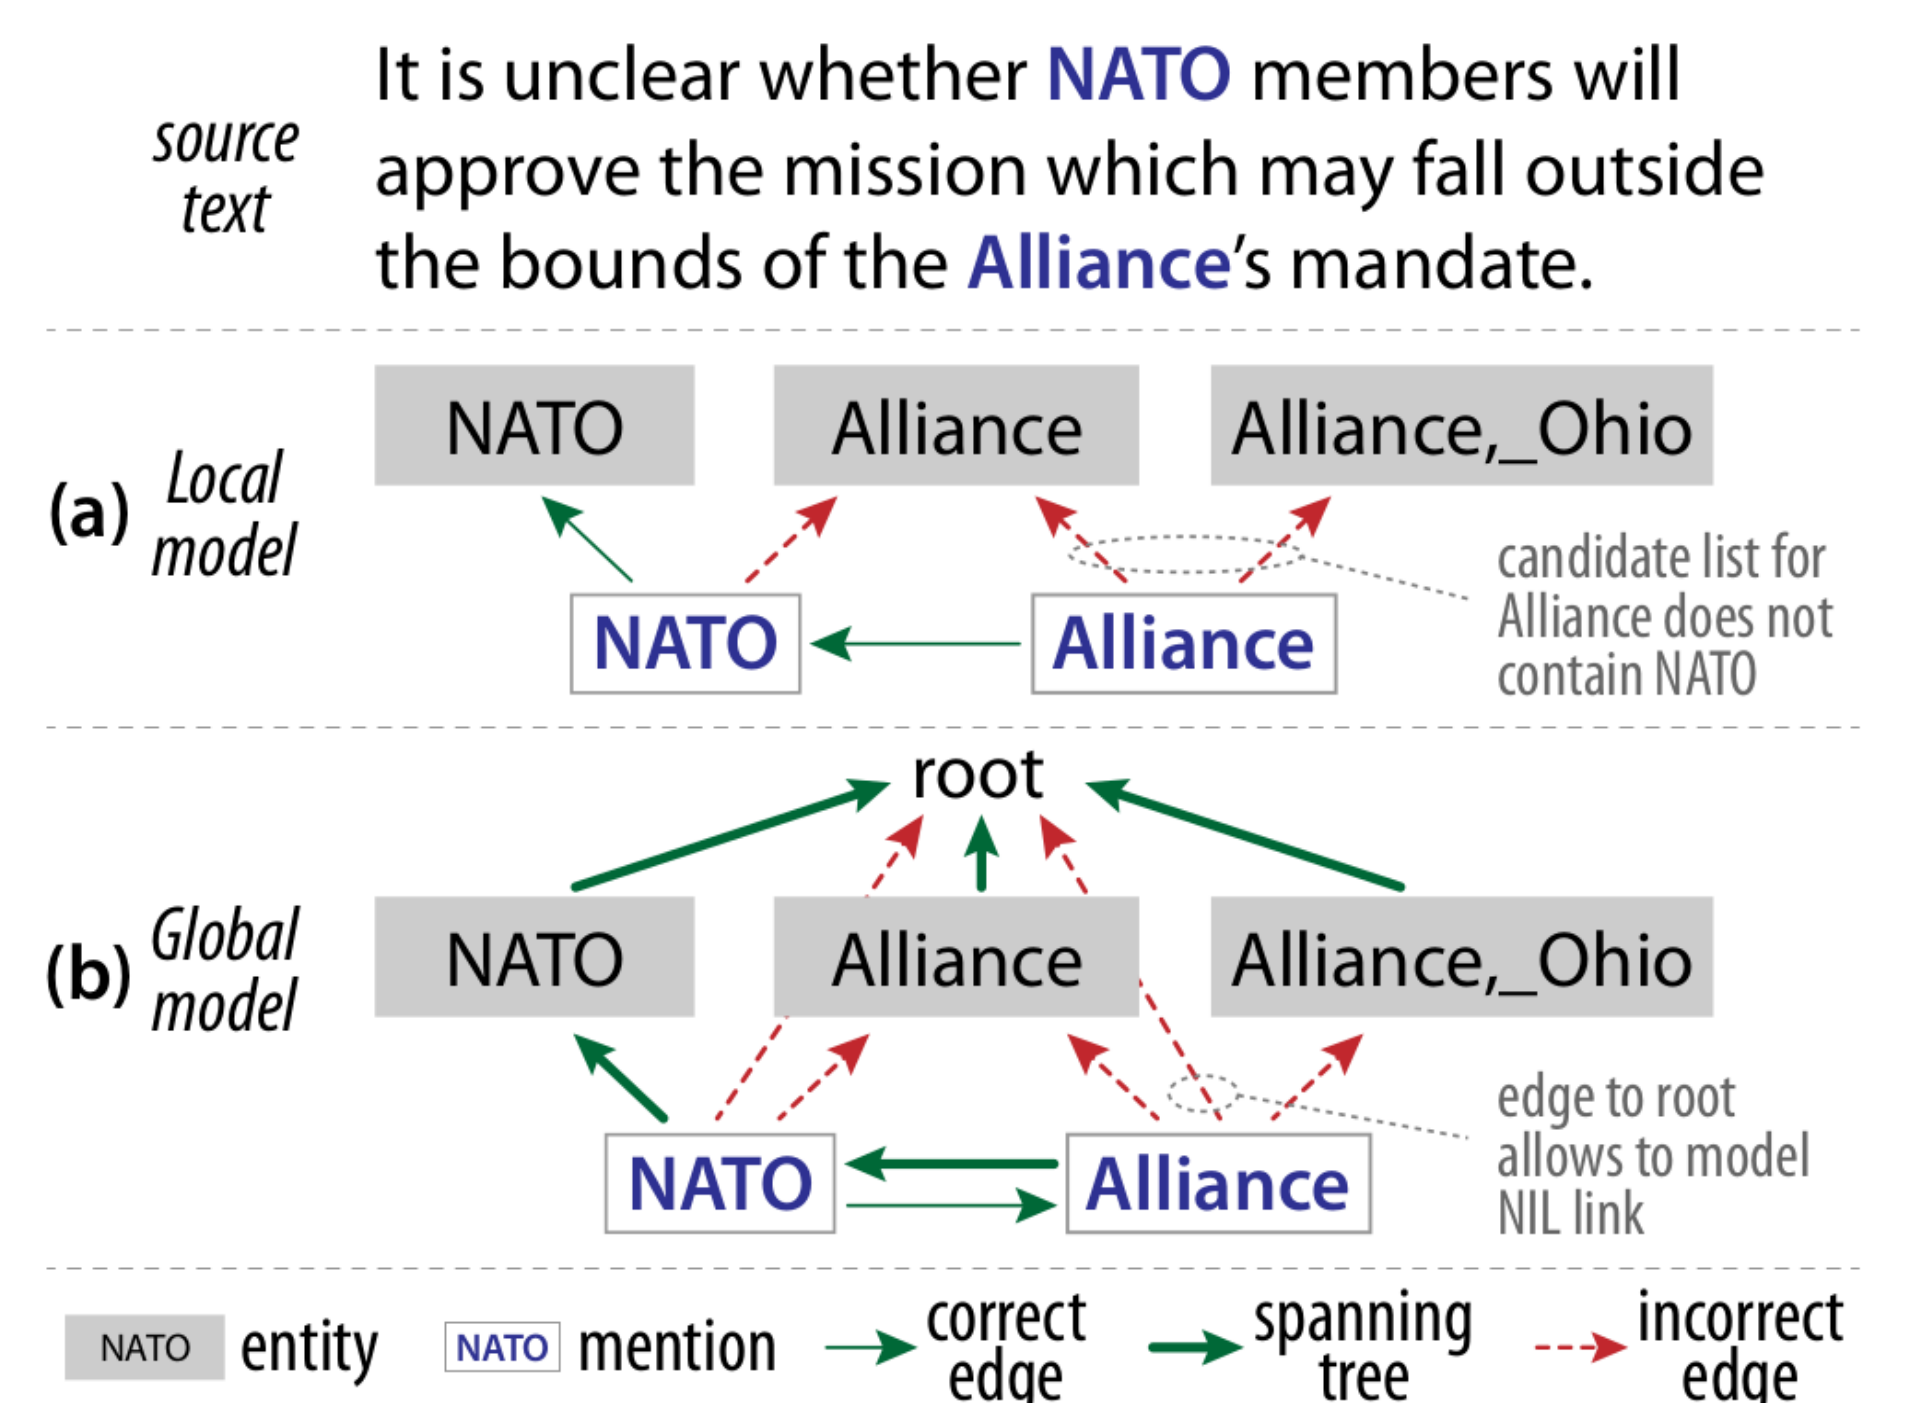 It is unclear whether NATO members will
source
text
approve the mission which may fall outside
the bounds of the Alliance's mandate.
NATO
Alliance
Alliance,_Ohio
(a)
Local
model
candidate list for
Alliance does not
contain NATO
NATO
Alliance
root
(b)
Global
model
NATO
Alliance
Alliance,_Ohio
edge to root
allows to model
NIL link
NATO
Alliance
NATO
entity
NATO
mention
correct
edge
spanning
tree
incorrect
edge